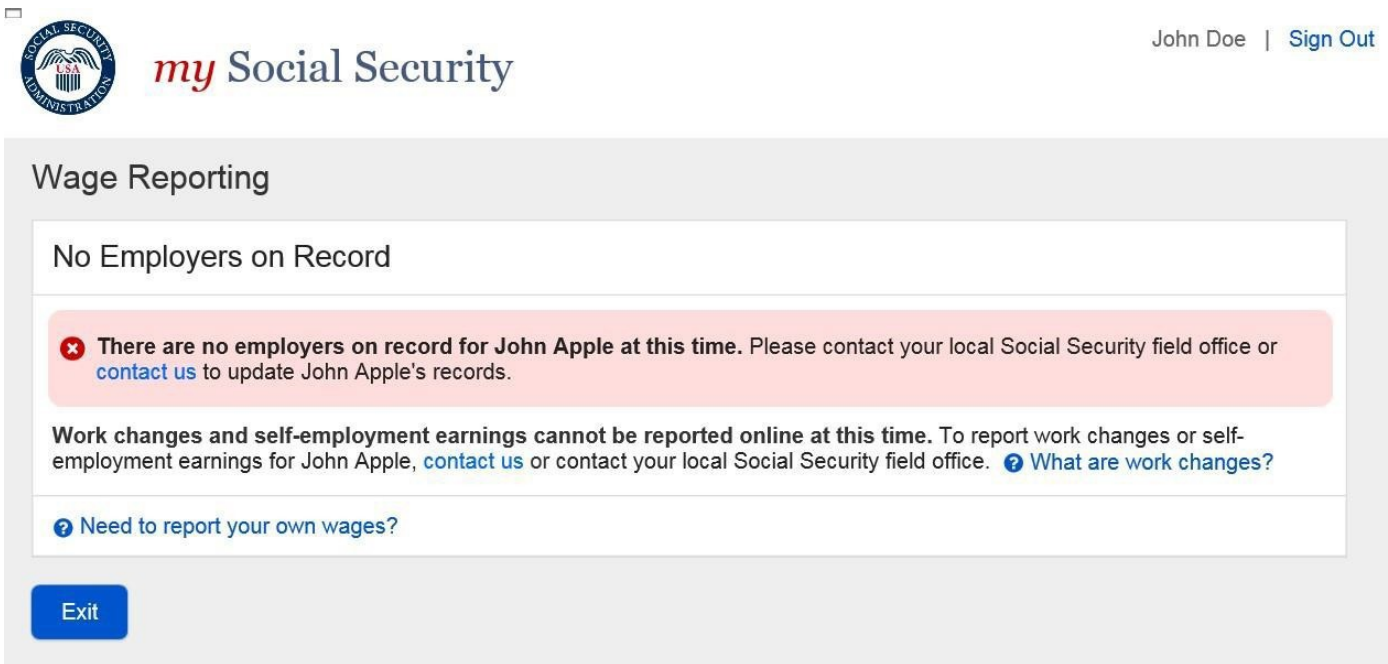 SOCIAL SECURITY ADMINISTRATION
USA
my Social Security
John Doe | Sign Out
Wage Reporting
No Employers on Record
There are no employers on record for John Apple at this time. Please contact your local Social Security field office or
contact us to update John Apple's records.
Work changes and self-employment earnings cannot be reported online at this time. To report work changes or self-
employment earnings for John Apple, contact us or contact your local Social Security field office. ? What are work changes?
? Need to report your own wages?
Exit